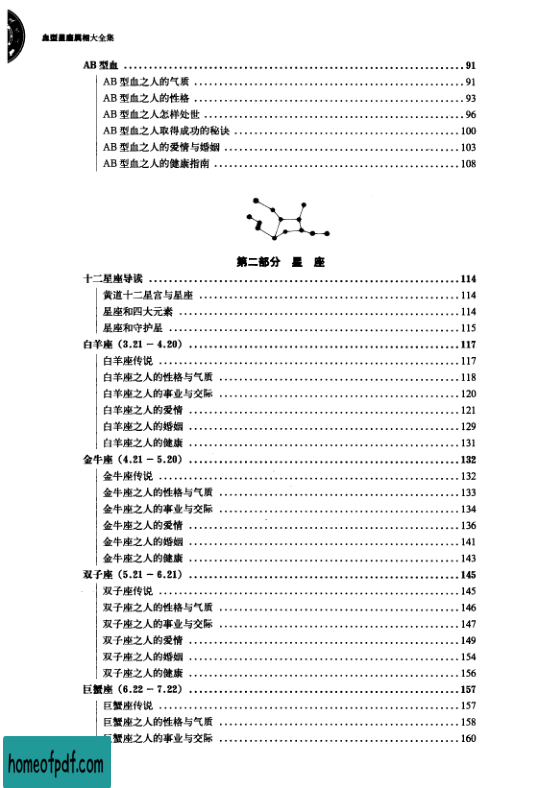 血型星座属相大全集
AB 型血 ........ 91
AB 型血之人的气质 ........ 91
AB 型血之人的性格 ........ 93
AB 型血之人怎样处世 ........ 96
AB 型血之人取得成功的秘诀 ........ 100
AB 型血之人的爱情与婚姻 ........ 103
AB 型血之人的健康指南 ........ 108
第二部分 星 座
十二星座导读 ........ 114
黄道十二星宫与星座 ........ 114
星座和四大元素 ........ 114
星座和守护星 ........ 115
白羊座（3.21 － 4.20） ........ 117
白羊座传说 ........ 117
白羊座之人的性格与气质 ........ 118
白羊座之人的事业与交际 ........ 120
白羊座之人的爱情 ........ 121
白羊座之人的婚姻 ........ 129
白羊座之人的健康 ........ 131
金牛座（4.21 － 5.20） ........ 132
金牛座传说 ........ 132
金牛座之人的性格与气质 ........ 133
金牛座之人的事业与交际 ........ 134
金牛座之人的爱情 ........ 136
金牛座之人的婚姻 ........ 141
金牛座之人的健康 ........ 143
双子座（5.21 － 6.21） ........ 145
双子座传说 ........ 145
双子座之人的性格与气质 ........ 146
双子座之人的事业与交际 ........ 147
双子座之人的爱情 ........ 149
双子座之人的婚姻 ........ 154
双子座之人的健康 ........ 156
巨蟹座（6.22 － 7.22） ........ 157
巨蟹座传说 ........ 157
巨蟹座之人的性格与气质 ........ 158
巨蟹座之人的事业与交际 ........ 160
homeofpdf.com